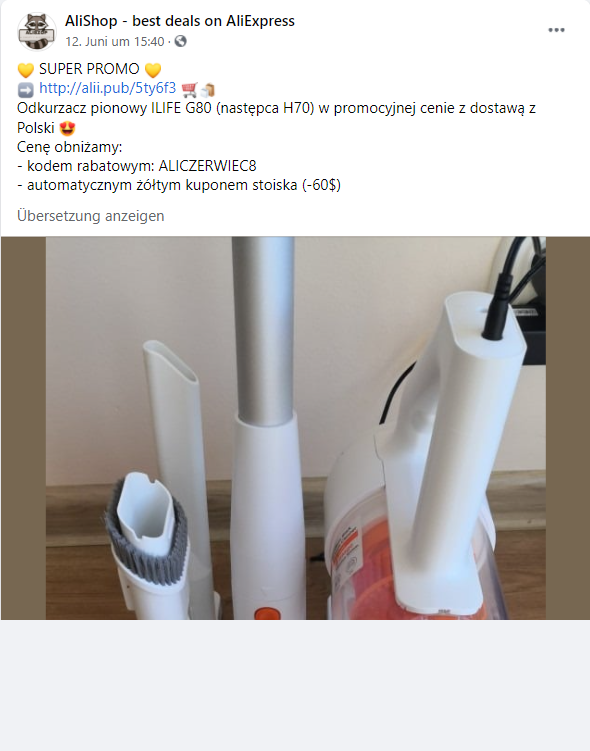 AliShop - best deals on AliExpress
12. Juni um 15:40 ·
💛 SUPER PROMO 💛
➡️ http://alii.pub/5ty6f3 🛒
Odkurzacz pionowy ILIFE G80 (następca H70) w promocyjnej cenie z dostawą z
Polski 🤩
Cenę obniżamy:
- kodem rabatowym: ALICZERWIEC8
- automatycznym żółtym kuponem stoiska (-60$)
Übersetzung anzeigen